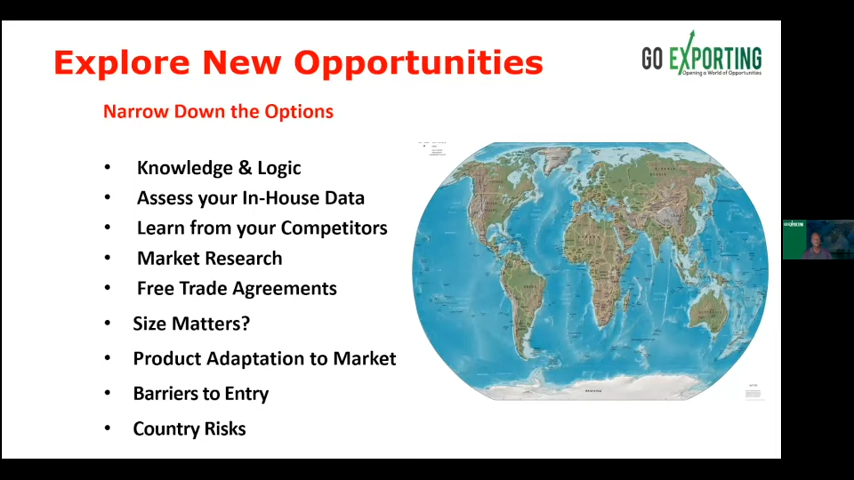 Explore New Opportunities
GO EXPORTING
Opening a World of Opportunities
Narrow Down the Options
• Knowledge & Logic
• Assess your In-House Data
• Learn from your Competitors
• Market Research
• Free Trade Agreements
• Size Matters?
• Product Adaptation to Market
• Barriers to Entry
• Country Risks